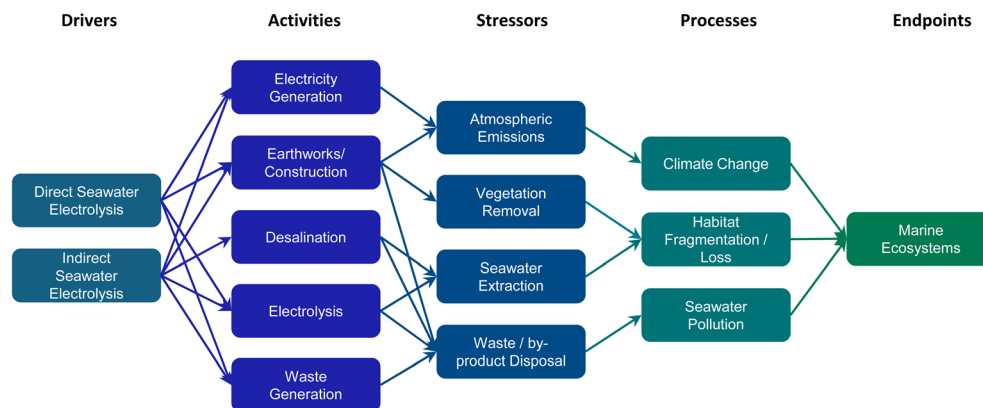 Drivers
Activities
Stressors
Processes
Endpoints
Direct Seawater
Electrolysis
Indirect
Seawater
Electrolysis
Electricity
Generation
Earthworks/
Construction
Desalination
Electrolysis
Waste
Generation
Atmospheric
Emissions
Vegetation
Removal
Seawater
Extraction
Waste / by-
product Disposal
Climate Change
Habitat
Fragmentation /
Loss
Seawater
Pollution
Marine
Ecosystems